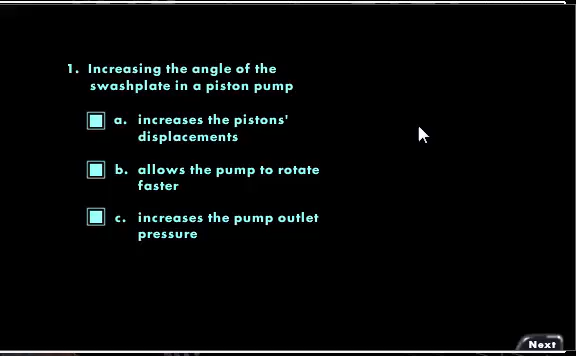 1. Increasing the angle of the
swashplate in a piston pump
a. increases the pistons'
displacements
b. allows the pump to rotate
faster
c. increases the pump outlet
pressure
Next